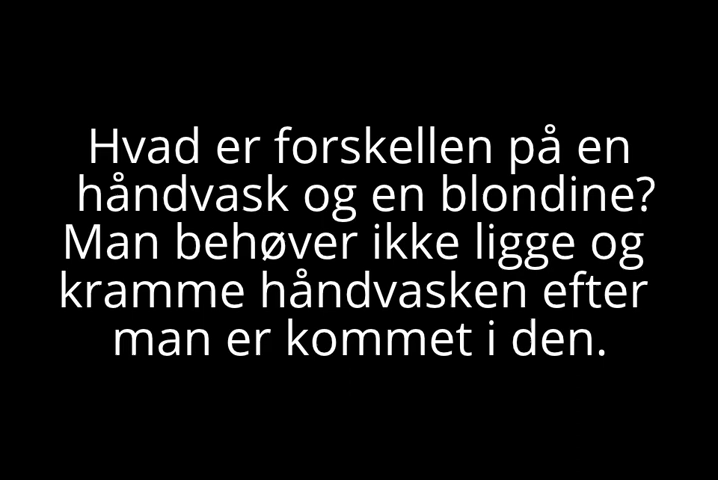 Hvad er forskellen på en
håndvask og en blondine?
Man behøver ikke ligge og
kramme håndvasken efter
man er kommet i den.